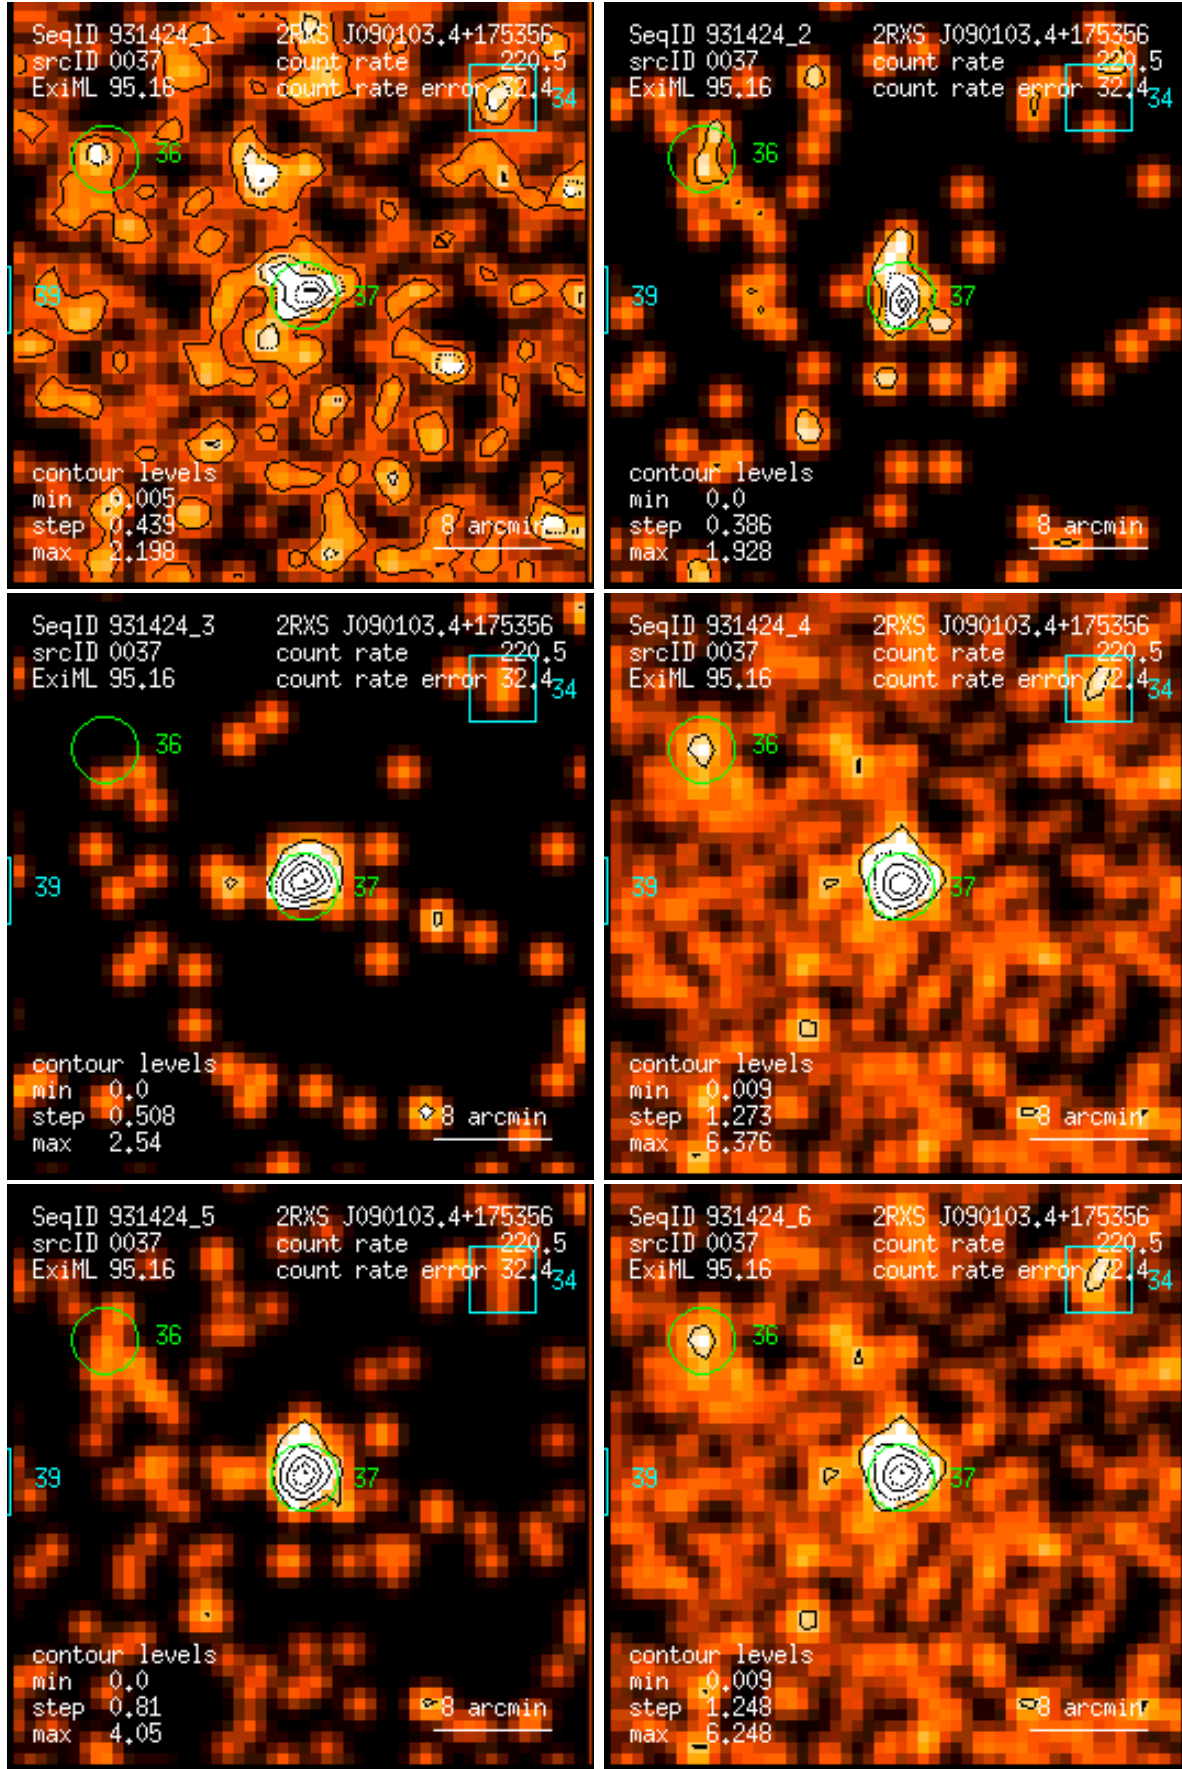 SeqID 931424_1 2RXS J090103.4+175356
srcID 0037 count rate 220.5
ExiML 95.16 count rate error 32.4
34
36
39
37
contour levels
min 0.005
step 0.439
max 2.198
8 arcmin
SeqID 931424_2 2RXS J090103.4+175356
srcID 0037 count rate 220.5
ExiML 95.16 count rate error 32.4
34
36
39
37
contour levels
min 0.0
step 0.386
max 1.928
8 arcmin
SeqID 931424_3 2RXS J090103.4+175356
srcID 0037 count rate 220.5
ExiML 95.16 count rate error 32.4
34
36
39
37
contour levels
min 0.0
step 0.508
max 2.54
8 arcmin
SeqID 931424_4 2RXS J090103.4+175356
srcID 0037 count rate 220.5
ExiML 95.16 count rate error 32.4
34
36
39
37
contour levels
min 0.009
step 1.273
max 6.376
8 arcmin
SeqID 931424_5 2RXS J090103.4+175356
srcID 0037 count rate 220.5
ExiML 95.16 count rate error 32.4
34
36
39
37
contour levels
min 0.0
step 0.81
max 4.05
8 arcmin
SeqID 931424_6 2RXS J090103.4+175356
srcID 0037 count rate 220.5
ExiML 95.16 count rate error 32.4
34
36
39
37
contour levels
min 0.009
step 1.248
max 6.248
8 arcmin